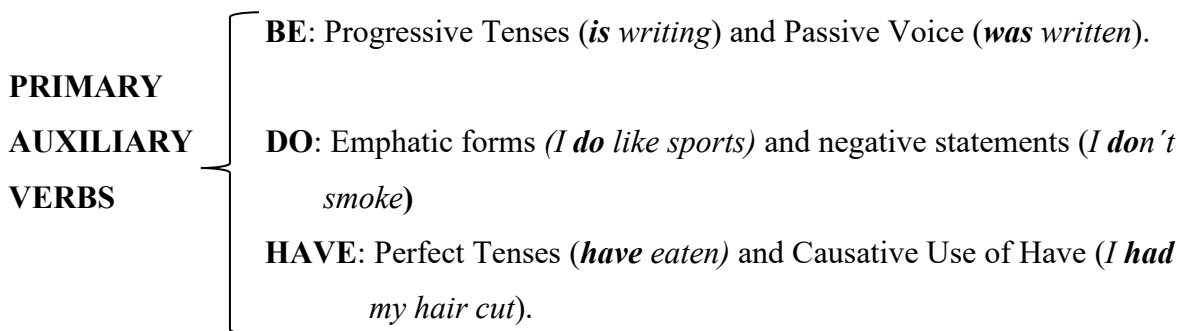 BE: Progressive Tenses (is writing) and Passive Voice (was written).
PRIMARY
AUXILIARY
VERBS
DO: Emphatic forms (I do like sports) and negative statements (I don´t
smoke)
HAVE: Perfect Tenses (have eaten) and Causative Use of Have (I had
my hair cut).